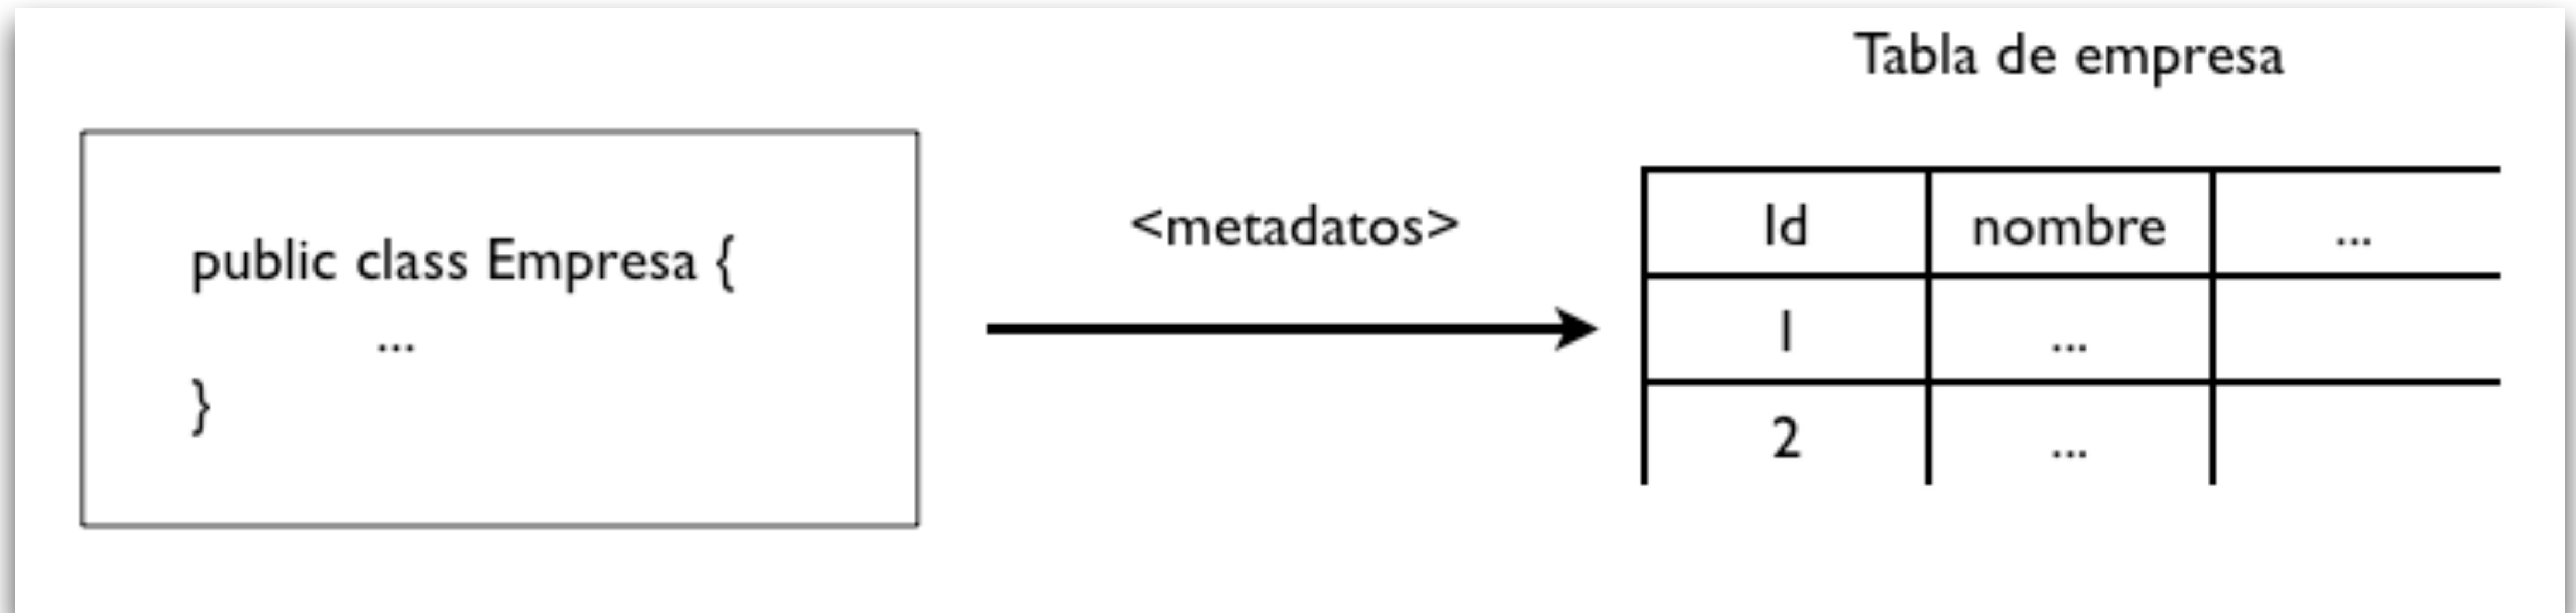 Tabla de empresa
public class Empresa {
...
}
<metadatos>
Id nombre ...
1 ...
2 ...